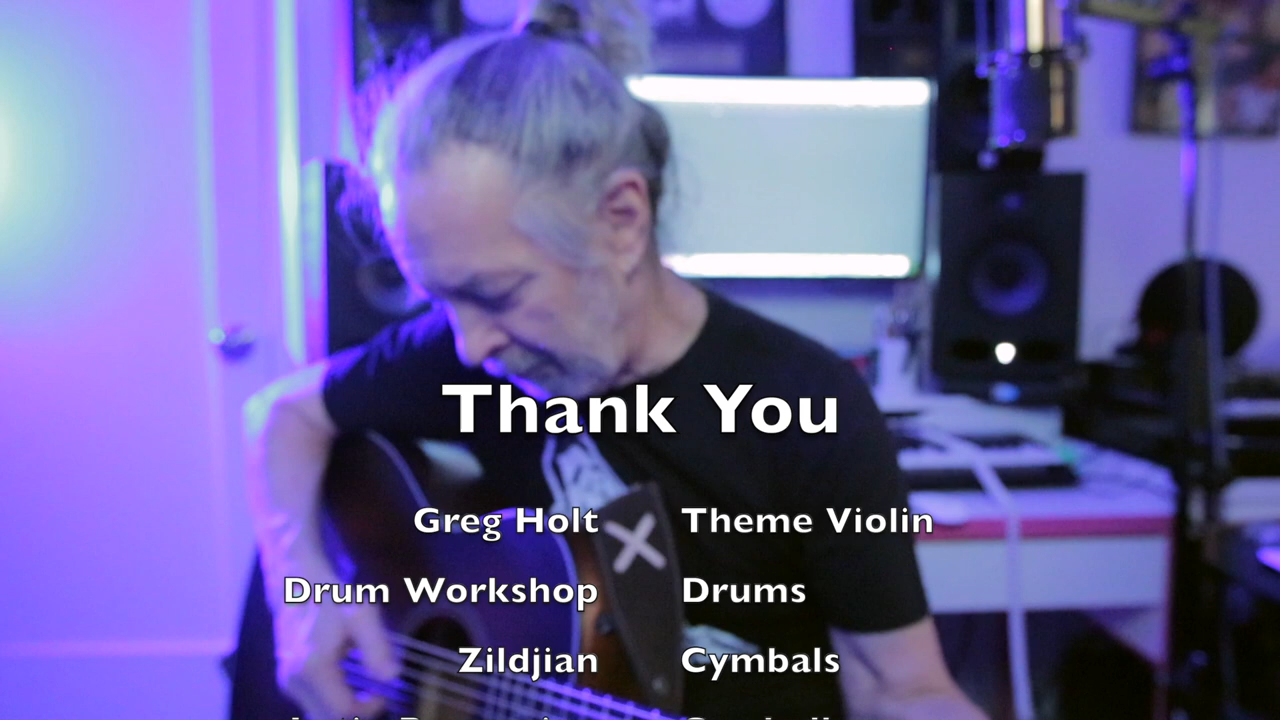 Thank You
Greg Holt Theme Violin
Drum Workshop Drums
Zildjian Cymbals